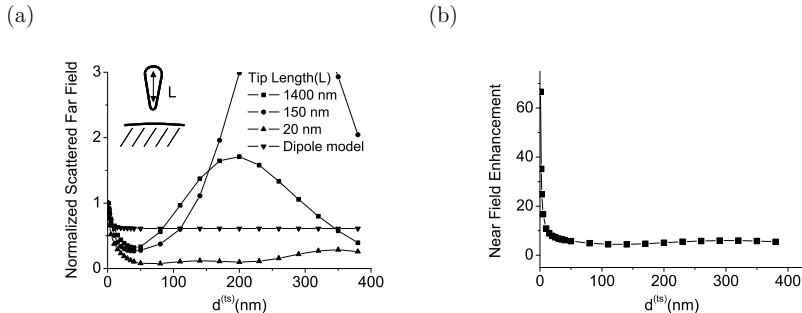 (a)
Normalized Scattered Far Field
3
2
1
0
0 100 200 300 400
d(ts)(nm)
L
Tip Length(L)
1400 nm
150 nm
20 nm
Dipole model
(b)
Near Field Enhancement
60
40
20
0
0 100 200 300 400
d(ts)(nm)